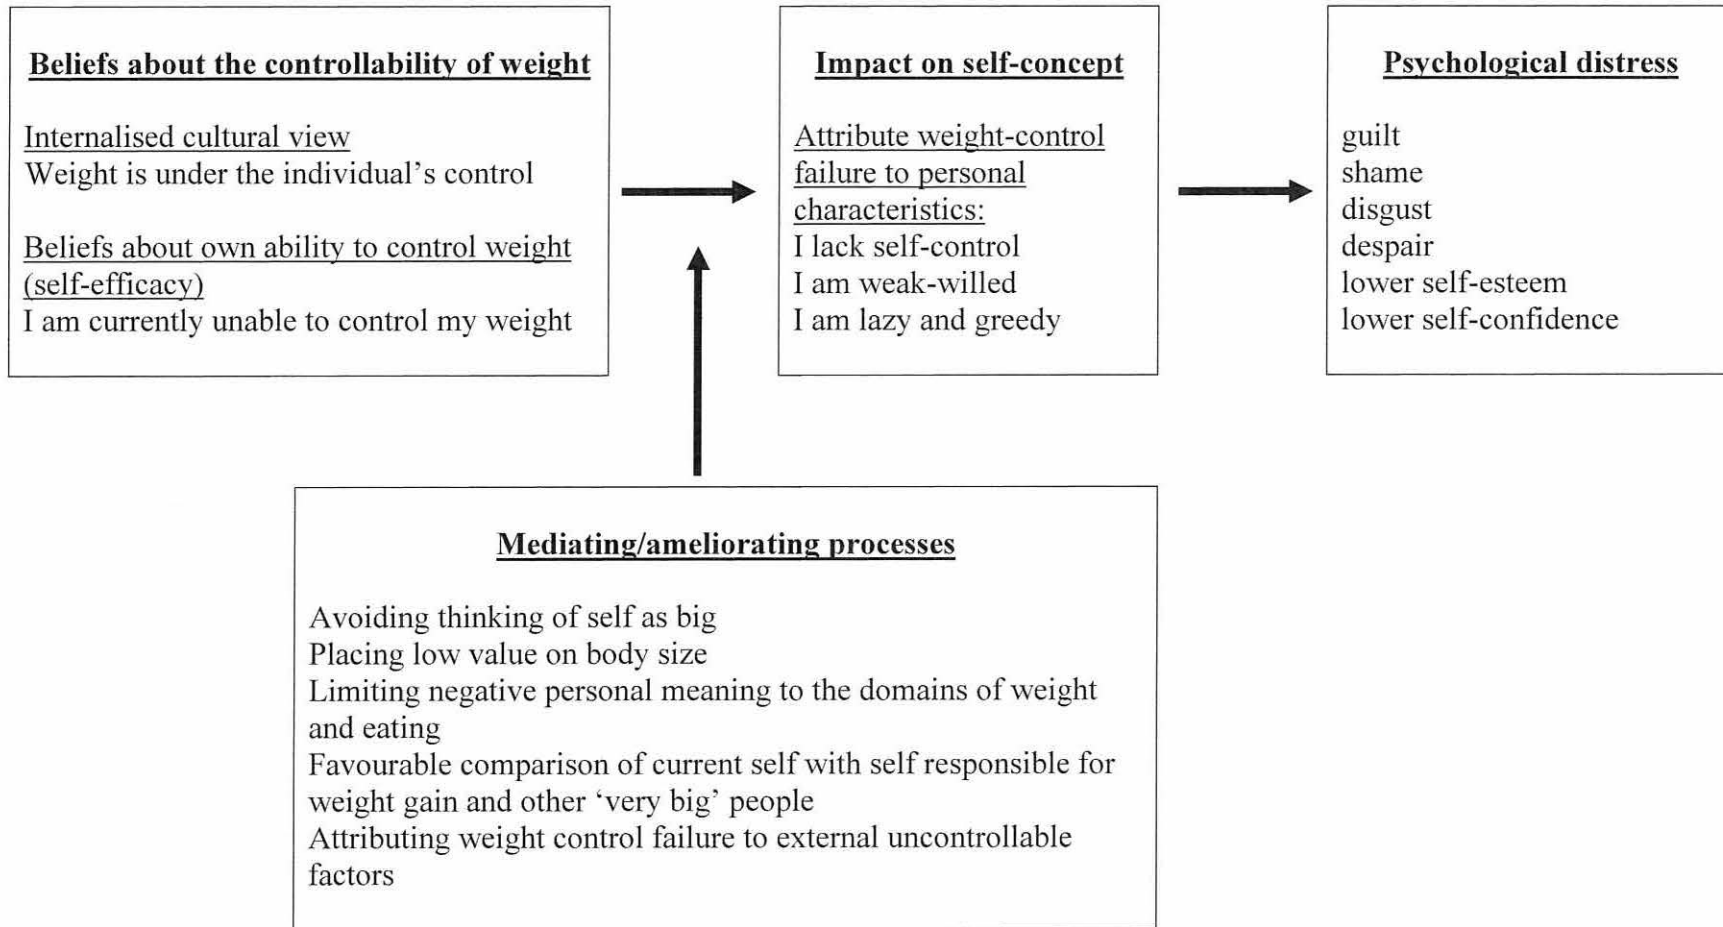 Beliefs about the controllability of weight
Internalised cultural view
Weight is under the individual's control
Beliefs about own ability to control weight
(self-efficacy)
I am currently unable to control my weight
Impact on self-concept
Attribute weight-control
failure to personal
characteristics:
I lack self-control
I am weak-willed
I am lazy and greedy
Psychological distress
guilt
shame
disgust
despair
lower self-esteem
lower self-confidence
Mediating/ameliorating processes
Avoiding thinking of self as big
Placing low value on body size
Limiting negative personal meaning to the domains of weight
and eating
Favourable comparison of current self with self responsible for
weight gain and other ‘very big’ people
Attributing weight control failure to external uncontrollable
factors